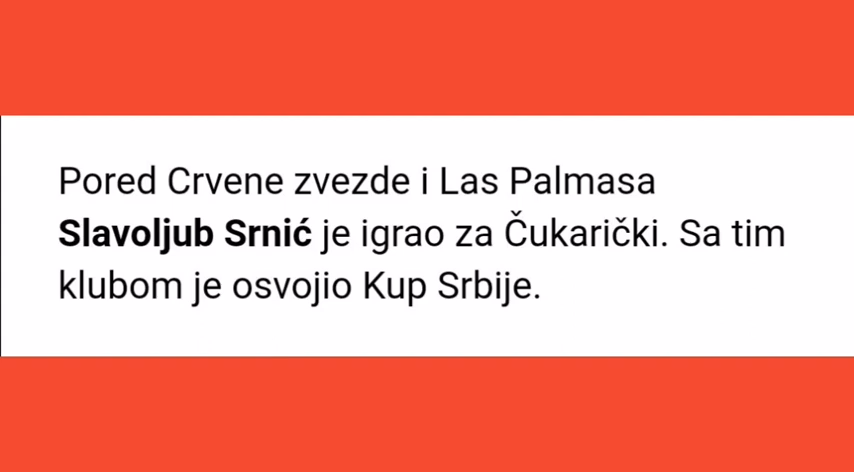 Pored Crvene zvezde i Las Palmasa
Slavoljub Srnić je igrao za Čukarički. Sa tim
klubom je osvojio Kup Srbije.